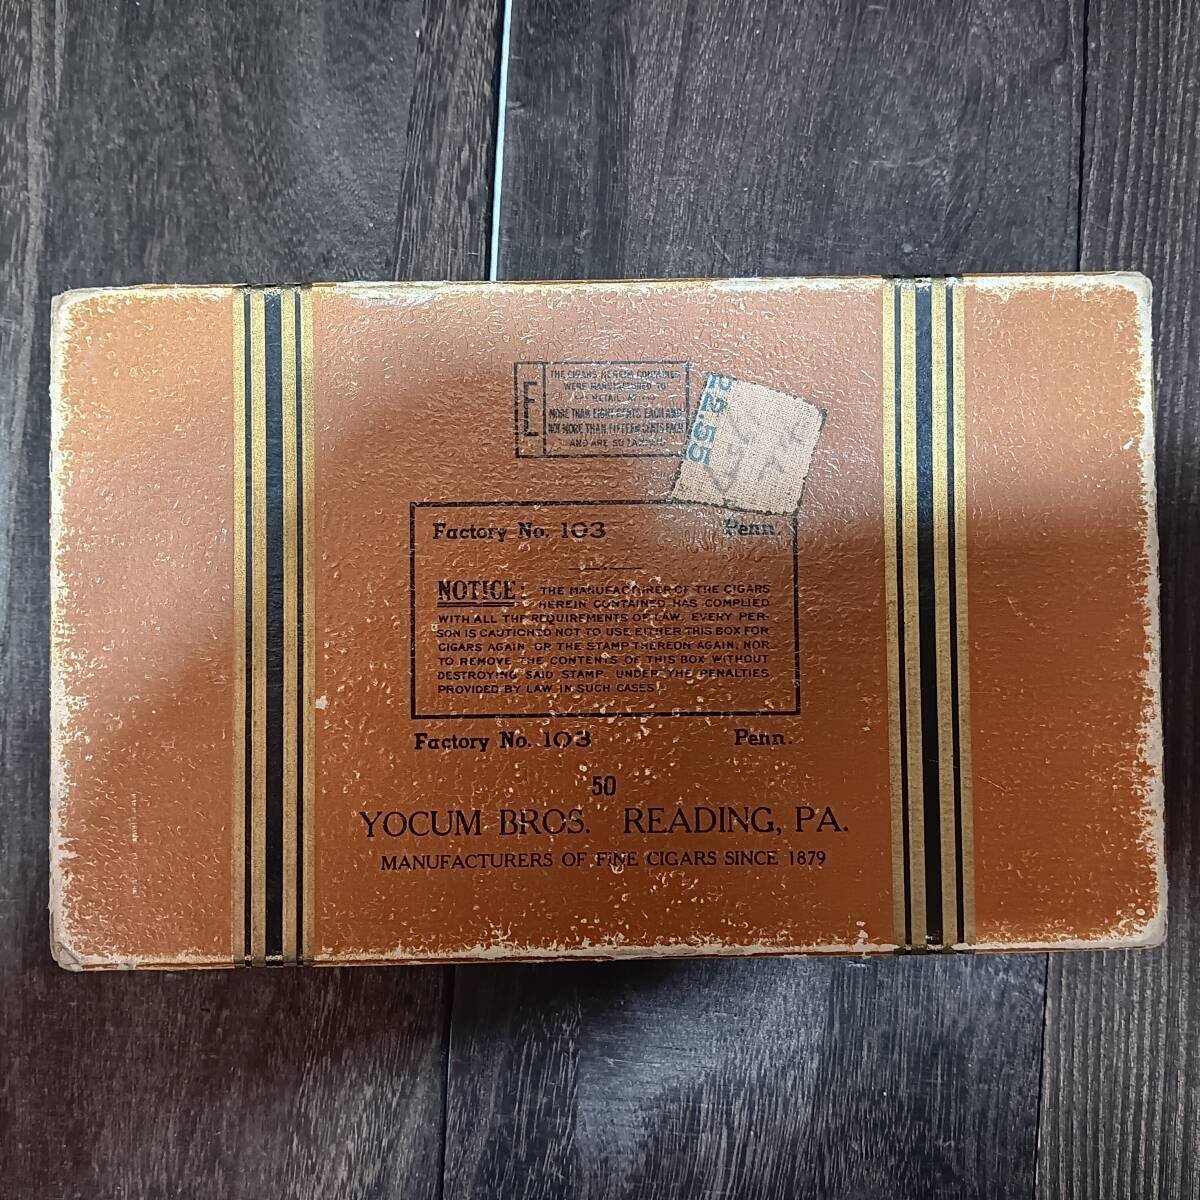 E
THE CIGARS HEREIN CONTAINED
WERE MANUFACTURED TO
RETAIL AT
MORE THAN EIGHT CENTS EACH AND
NOT MORE THAN FIFTEEN CENTS EACH
AND ARE SO TAXPAID
22.55
Factory No. 103 Penn.
NOTICE: THE MANUFACTURER OF THE CIGARS
HEREIN CONTAINED HAS COMPLIED
WITH ALL THE REQUIREMENTS OF LAW. EVERY PER-
SON IS CAUTIONED NOT TO USE EITHER THIS BOX FOR
CIGARS AGAIN, OR THE STAMP THEREON AGAIN, NOR
TO REMOVE THE CONTENTS OF THIS BOX WITHOUT
DESTROYING SAID STAMP, UNDER THE PENALTIES
PROVIDED BY LAW IN SUCH CASES.
Factory No. 103 Penn.
50
YOCUM BROS. READING, PA.
MANUFACTURERS OF FINE CIGARS SINCE 1879